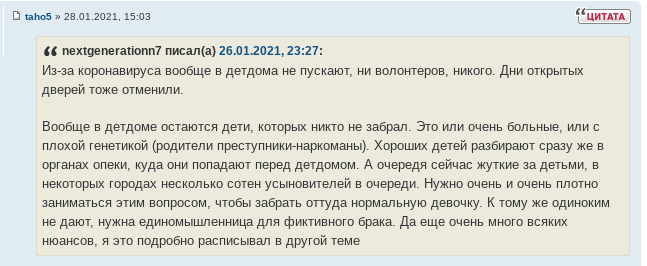 taho5 » 28.01.2021, 15:03
ЦИТАТА
nextgenerationn7 писал(а) 26.01.2021, 23:27:
Из-за коронавируса вообще в детдома не пускают, ни волонтеров, никого. Дни открытых
дверей тоже отменили.
Вообще в детдоме остаются дети, которых никто не забрал. Это или очень больные, или с
плохой генетикой (родители преступники-наркоманы). Хороших детей разбирают сразу же в
органах опеки, куда они попадают перед детдомом. А очередя сейчас жуткие за детьми, в
некоторых городах несколько сотен усыновителей в очереди. Нужно очень и очень плотно
заниматься этим вопросом, чтобы забрать оттуда нормальную девочку. К тому же одиноким
не дают, нужна единомышленница для фиктивного брака. Да еще очень много всяких
нюансов, я это подробно расписывал в другой теме